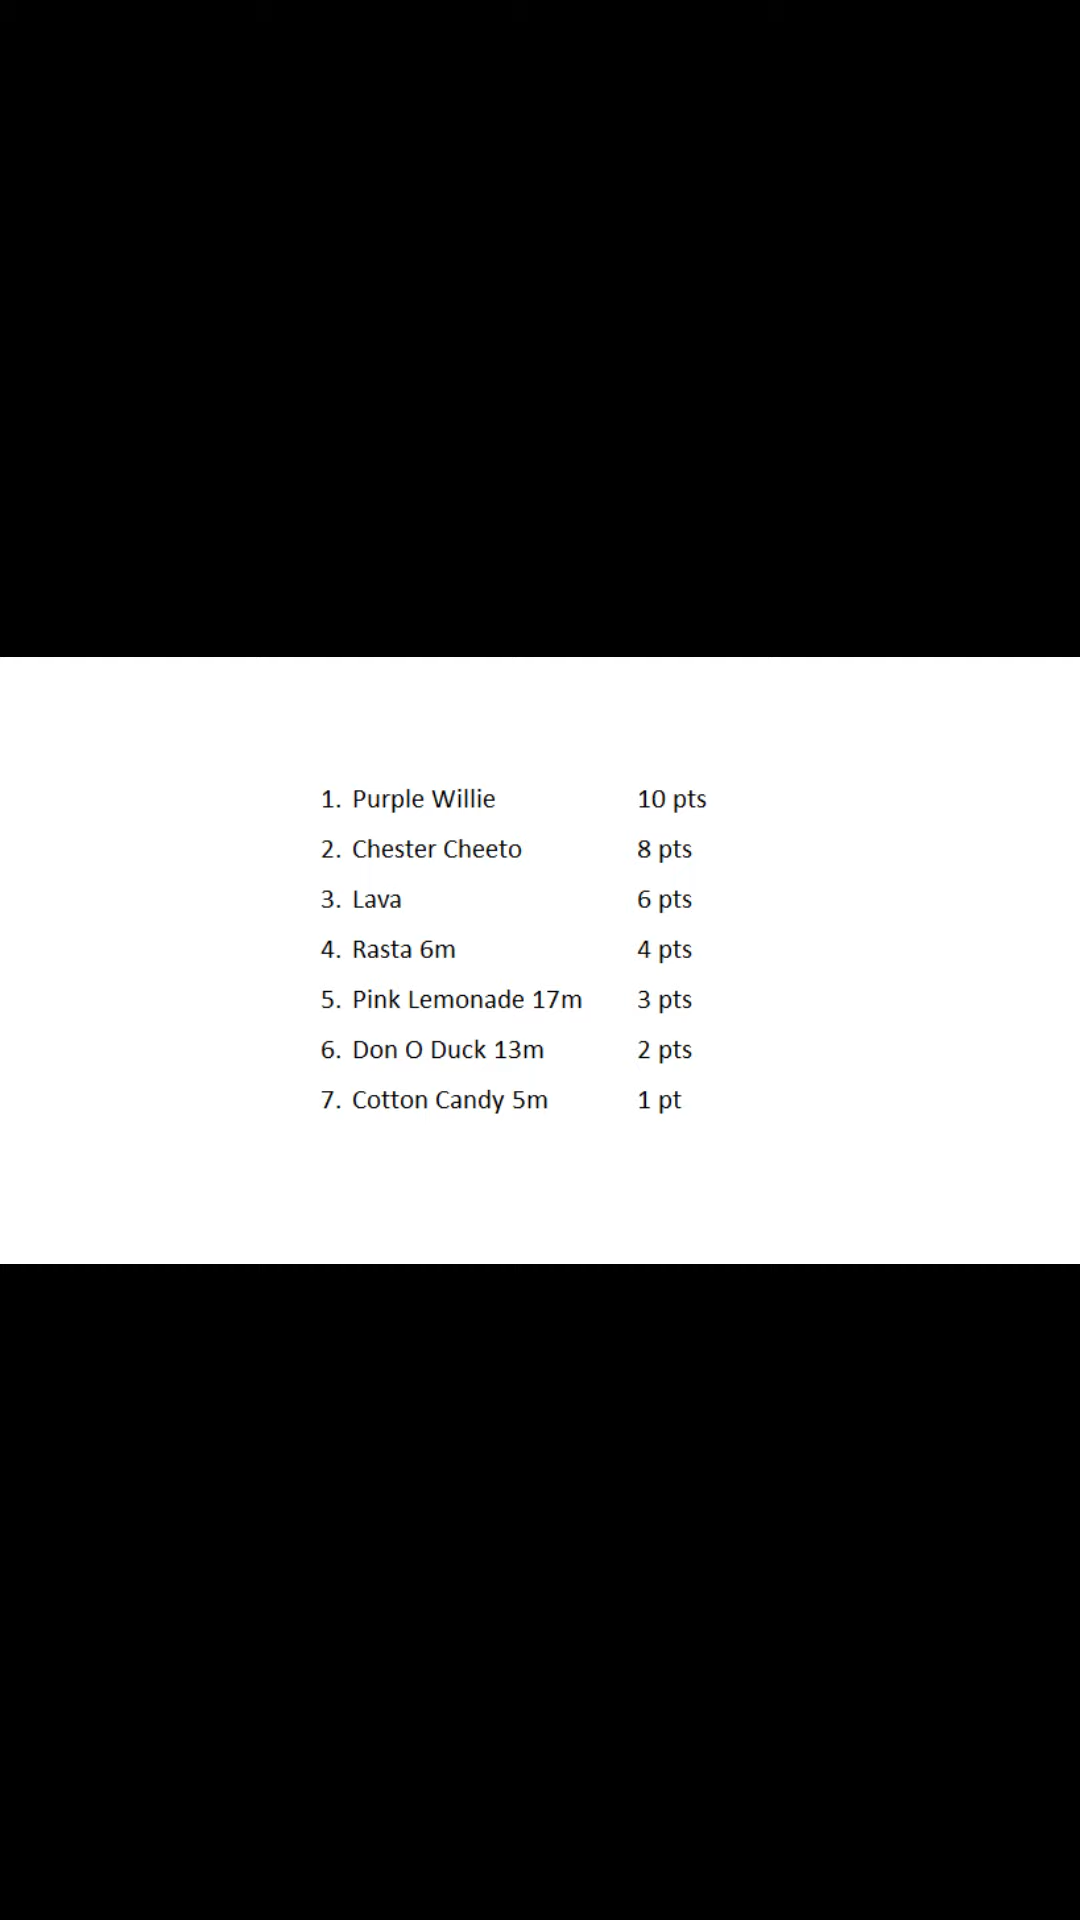 1. Purple Willie 10 pts
2. Chester Cheeto 8 pts
3. Lava 6 pts
4. Rasta 6m 4 pts
5. Pink Lemonade 17m 3 pts
6. Don O Duck 13m 2 pts
7. Cotton Candy 5m 1 pt